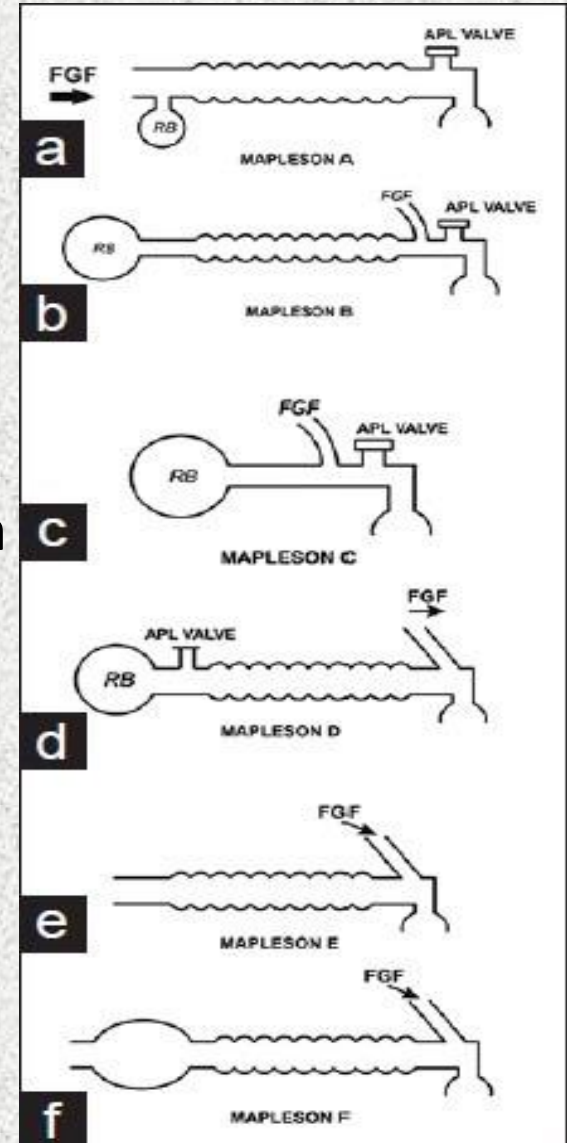 APL VALVE
FGF
RB
a
MAPLESON A
FGF
APL VALVE
RB
b
MAPLESON B
FGF
APL VALVE
RB
n
c
MAPLESON C
FGF
APL VALVE
RB
d
MAPLESON D
FGF
e
MAPLESON E
FGF
f
MAPLESON F